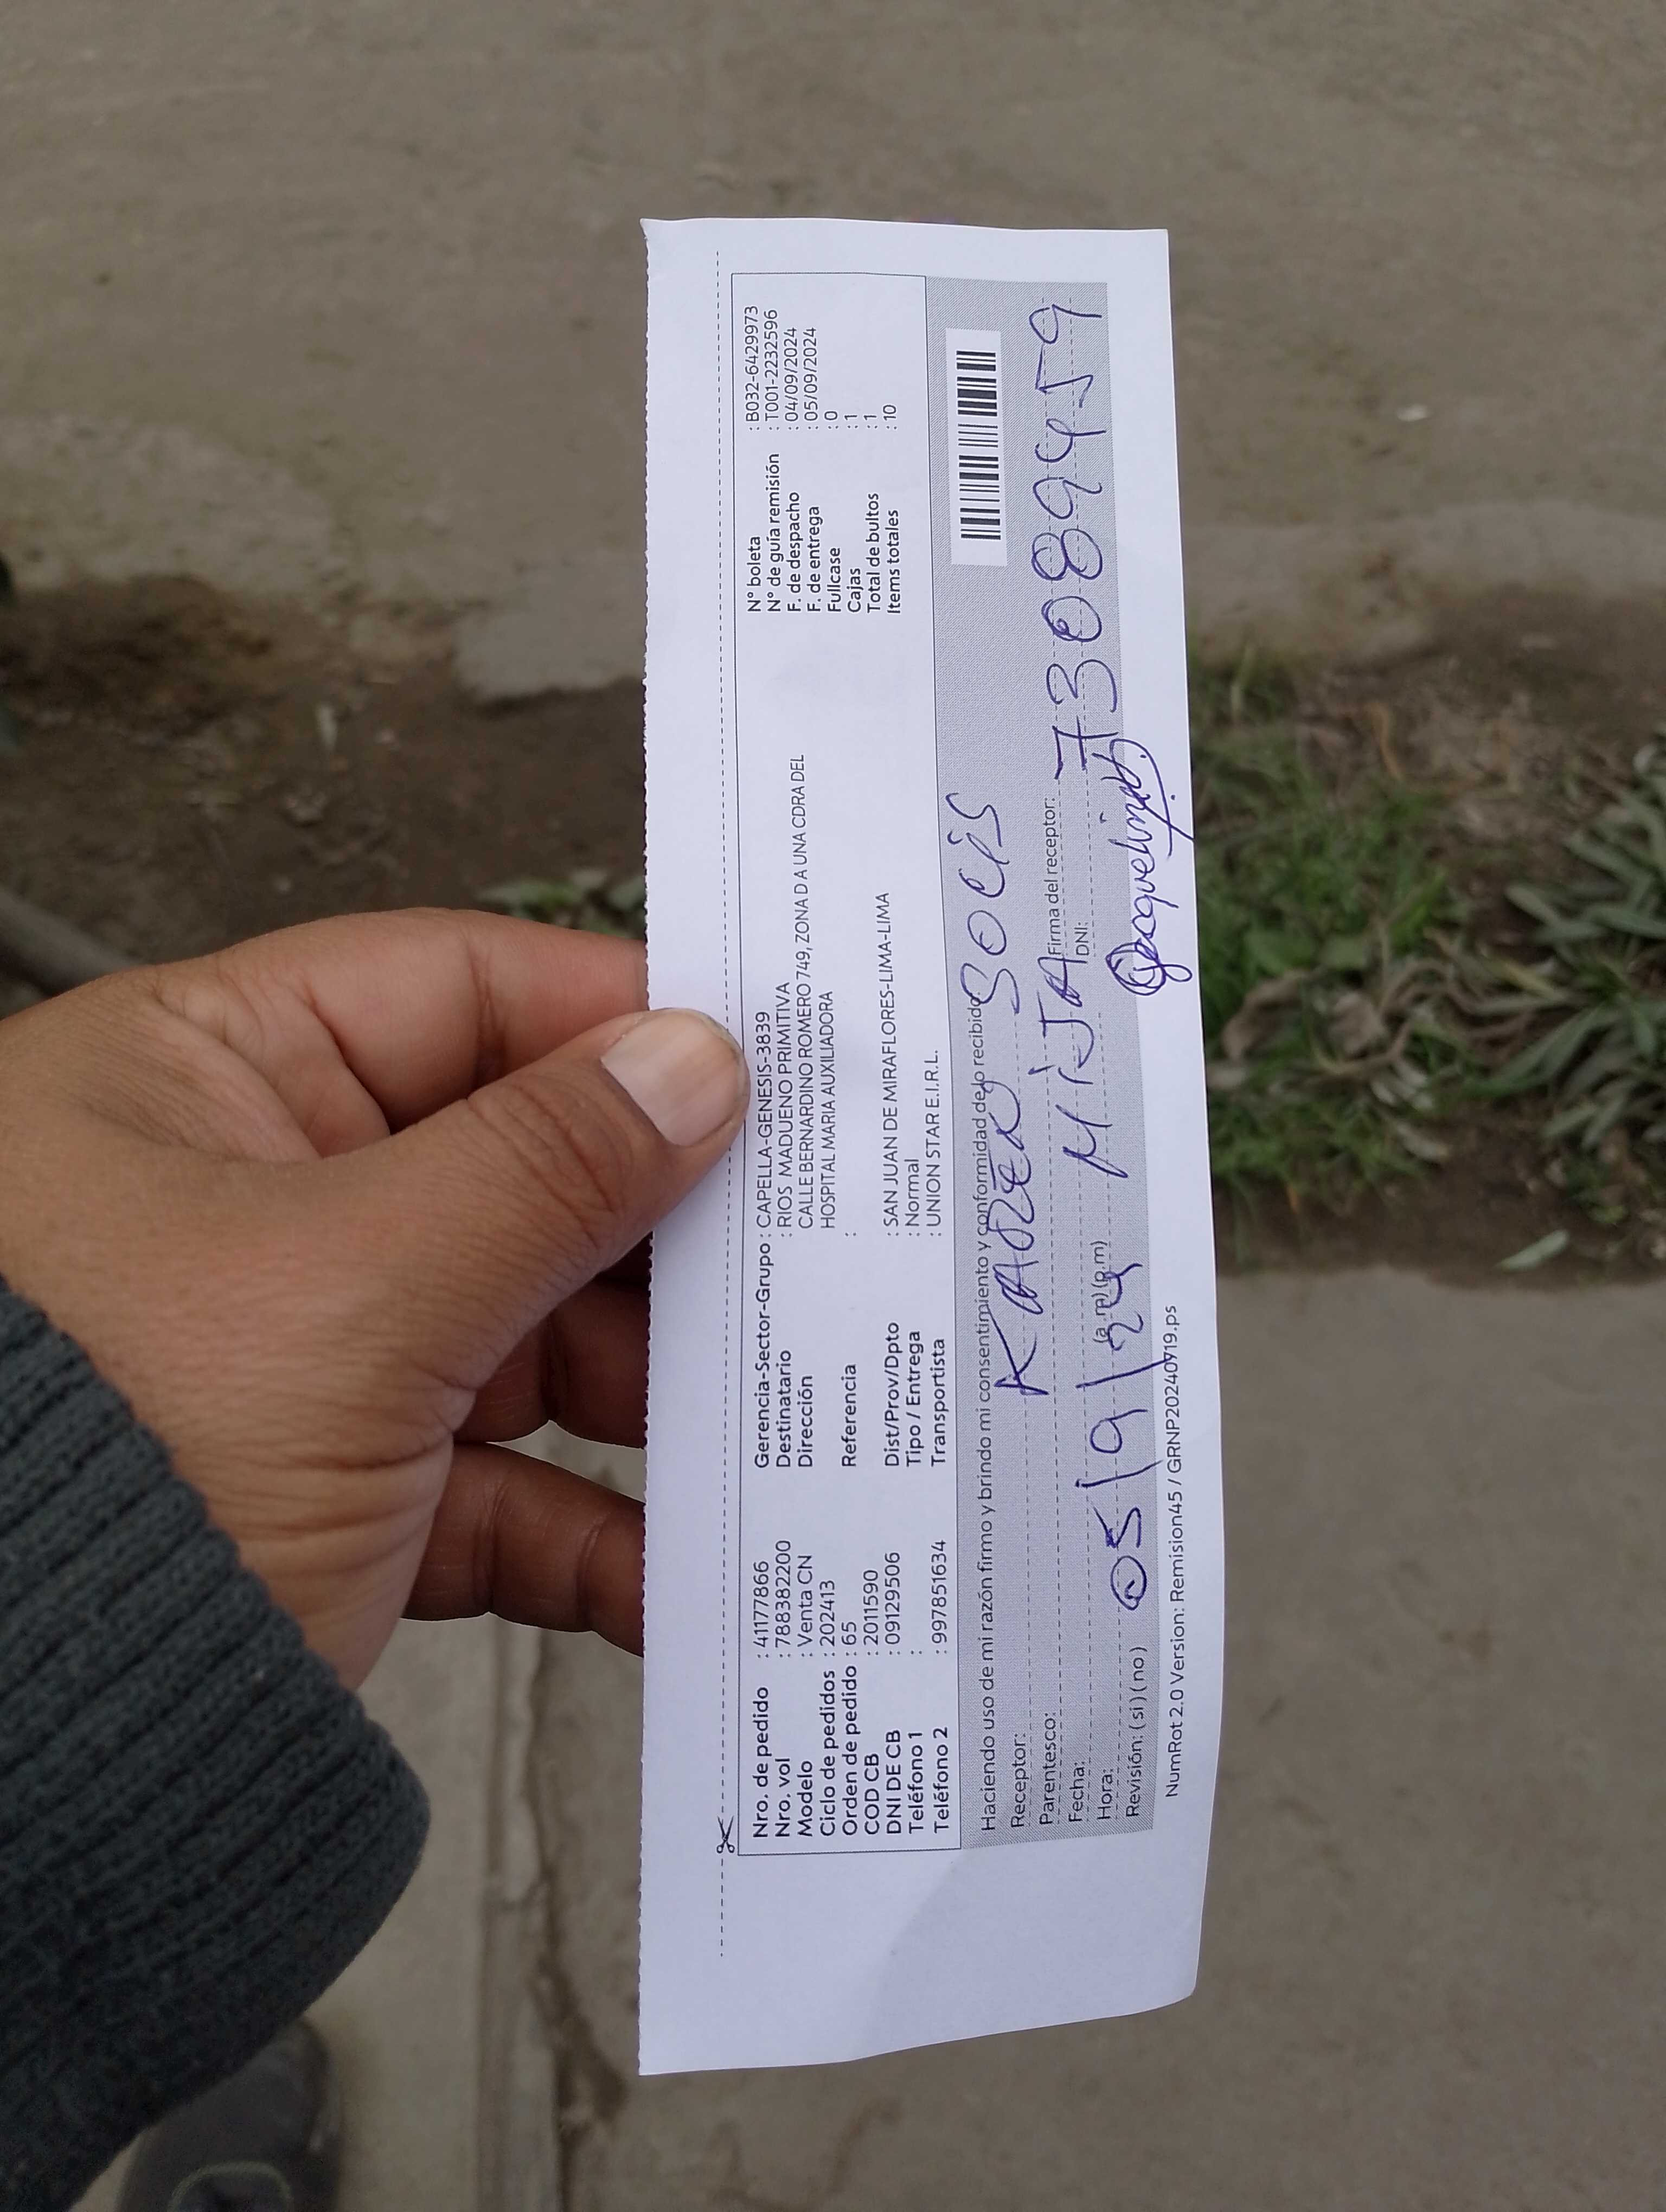 Nro. de pedido : 41177866
Nro. vol : 788382200
Modelo : Venta CN
Ciclo de pedidos : 202413
Orden de pedido : 65
COD CB : 2011590
DNI DE CB : 09129506
Teléfono 1 :
Teléfono 2 : 997851634
Gerencia-Sector-Grupo : CAPELLA-GENESIS-3839
Destinatario : RIOS MADUENO PRIMITIVA
Dirección CALLE BERNARDINO ROMERO 749, ZONA D A UNA CDRA DEL
HOSPITAL MARIA AUXILIADORA
Referencia :
Dist/Prov/Dpto : SAN JUAN DE MIRAFLORES-LIMA-LIMA
Tipo / Entrega : Normal
Transportista : UNION STAR E.I.R.L.
N° boleta : B032-6429973
N° de guía remisión : T001-2232596
F. de despacho : 04/09/2024
F. de entrega : 05/09/2024
Fullcase : 0
Cajas : 1
Total de bultos : 1
Items totales : 10
Haciendo uso de mi razón firmo y brindo mi consentimiento y conformidad de lo recibido
Receptor: KAREN SOLIS
Parentesco: HIJA
Fecha: 05/9/24
Hora: (a.m) (p.m)
Revisión: ( si ) ( no )
Firma del receptor:
DNI: 73089459
NumRot 2.0 Version: Remision45 / GRNP20240719.ps